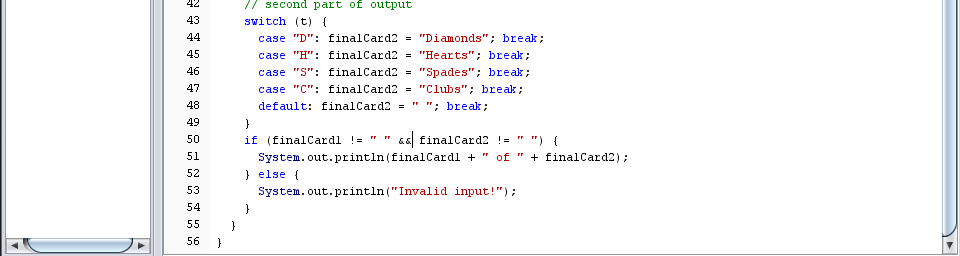 42 // second part of output
43 switch (t) {
44 case "D": finalCard2 = "Diamonds"; break;
45 case "H": finalCard2 = "Hearts"; break;
46 case "S": finalCard2 = "Spades"; break;
47 case "C": finalCard2 = "Clubs"; break;
48 default: finalCard2 = " "; break;
49 }
50 if (finalCard1 != " " && finalCard2 != " ") {
51 System.out.println(finalCard1 + " of " + finalCard2);
52 } else {
53 System.out.println("Invalid input!");
54 }
55 }
56 }